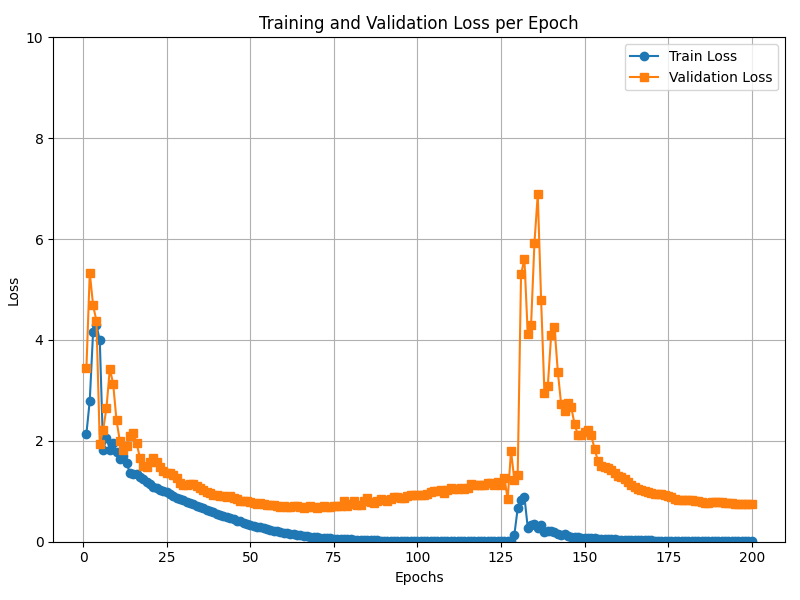 Training and Validation Loss per Epoch
Train Loss
Validation Loss
Loss
10
8
6
4
2
0
0 25 50 75 100 125 150 175 200
Epochs